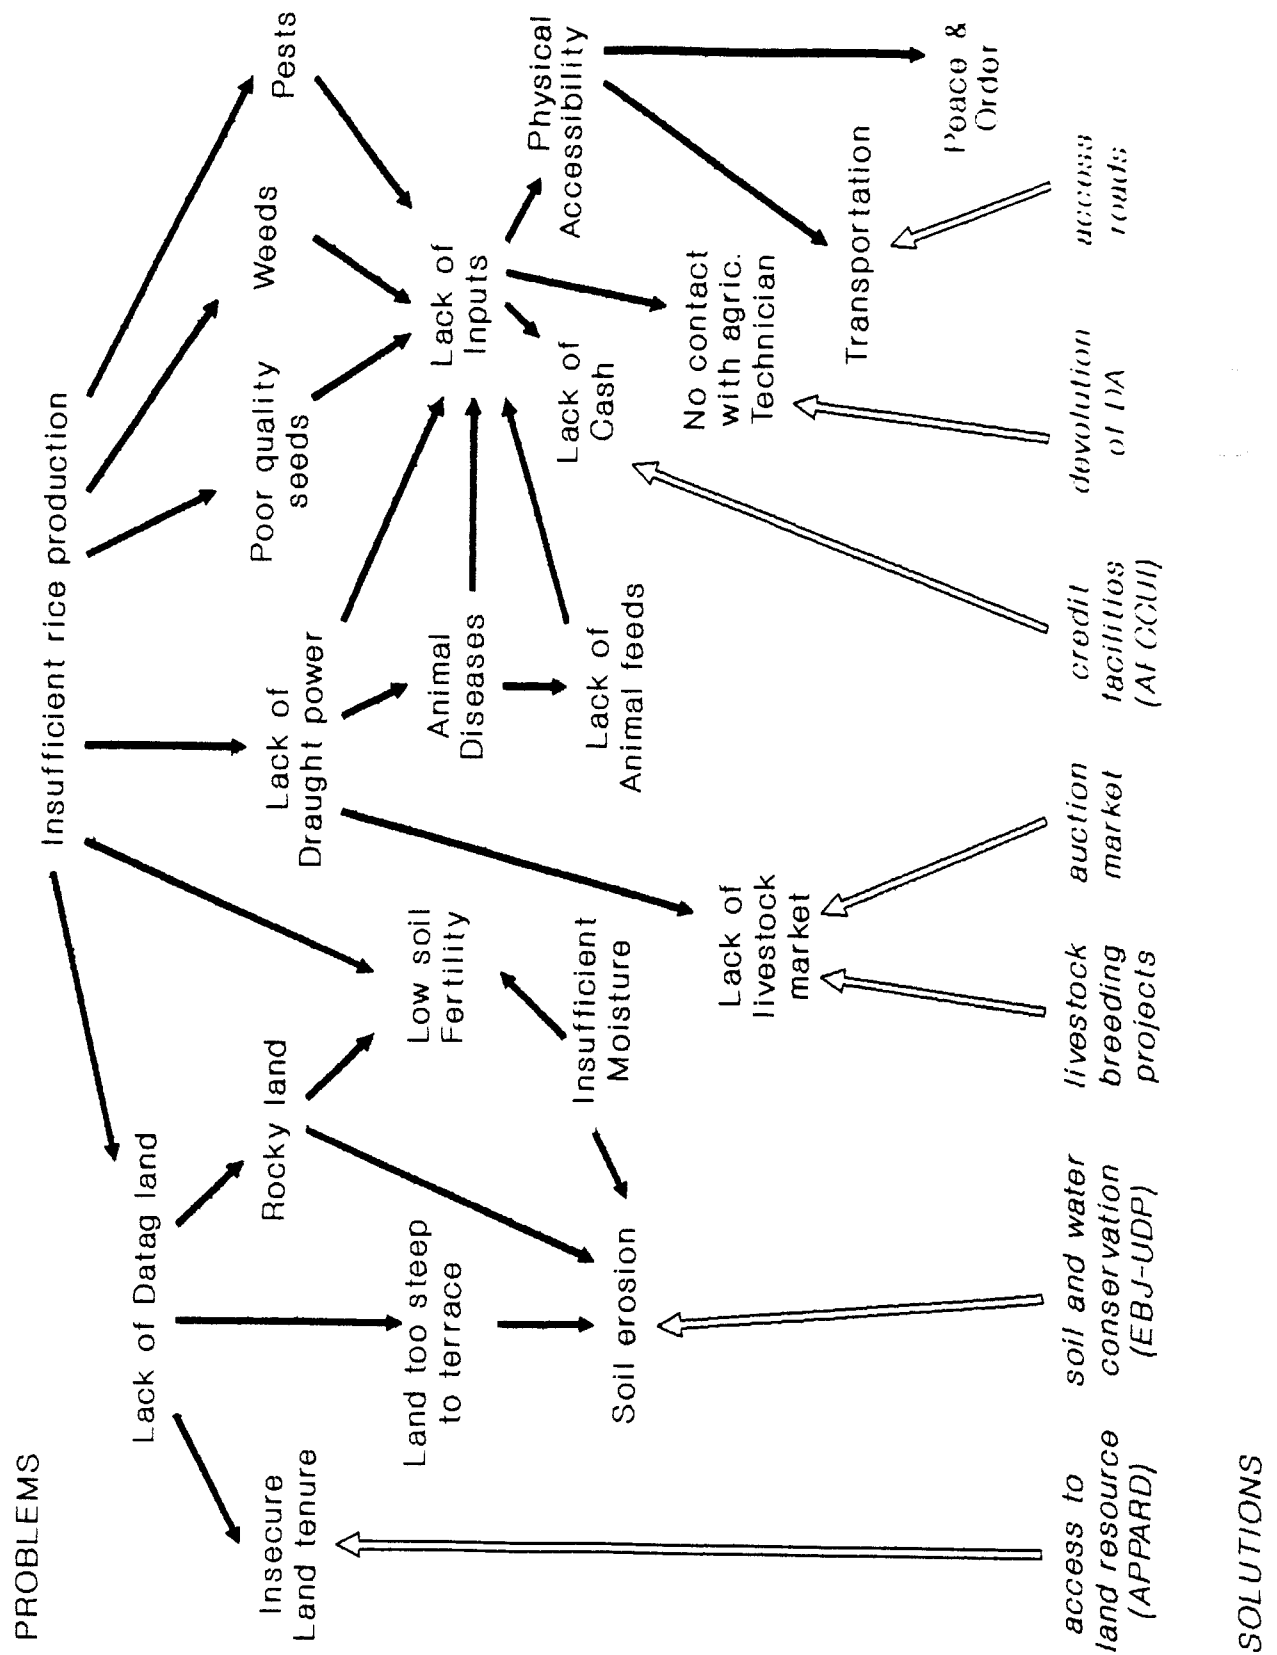 PROBLEMS
Insufficient rice production
Lack of Datag land
Insecure
Land tenure
Rocky land
Lack of
Draught power
Poor quality
seeds
Weeds
Pests
Land too steep
to terrace
Low soil
Fertility
Animal
Diseases
Lack of
Inputs
Physical
Accessibility
Soil erosion
Insufficient
Moisture
Lack of
Animal feeds
Lack of
Cash
No contact
with agric.
Technician
Lack of
livestock
market
Transportation
Peace &
Order
access to
land resource
(APPARD)
soil and water
conservation
(EBJ-UDP)
livestock
breeding
projects
auction
market
credit
facilities
devolution
of DA
access
roads
SOLUTIONS